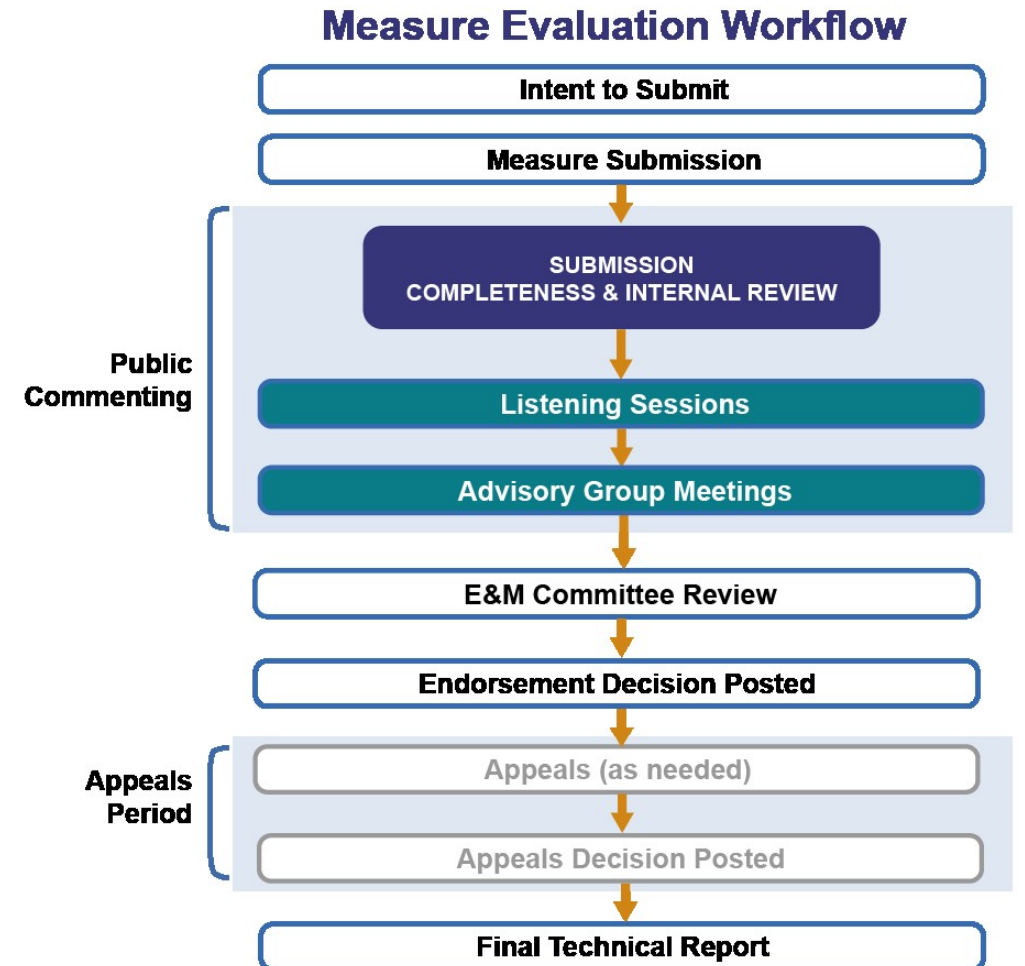 Measure Evaluation Workflow
Intent to Submit
Measure Submission
SUBMISSION
COMPLETENESS & INTERNAL REVIEW
Public
Commenting
Listening Sessions
Advisory Group Meetings
E&M Committee Review
Endorsement Decision Posted
Appeals
Period
Appeals (as needed)
Appeals Decision Posted
Final Technical Report